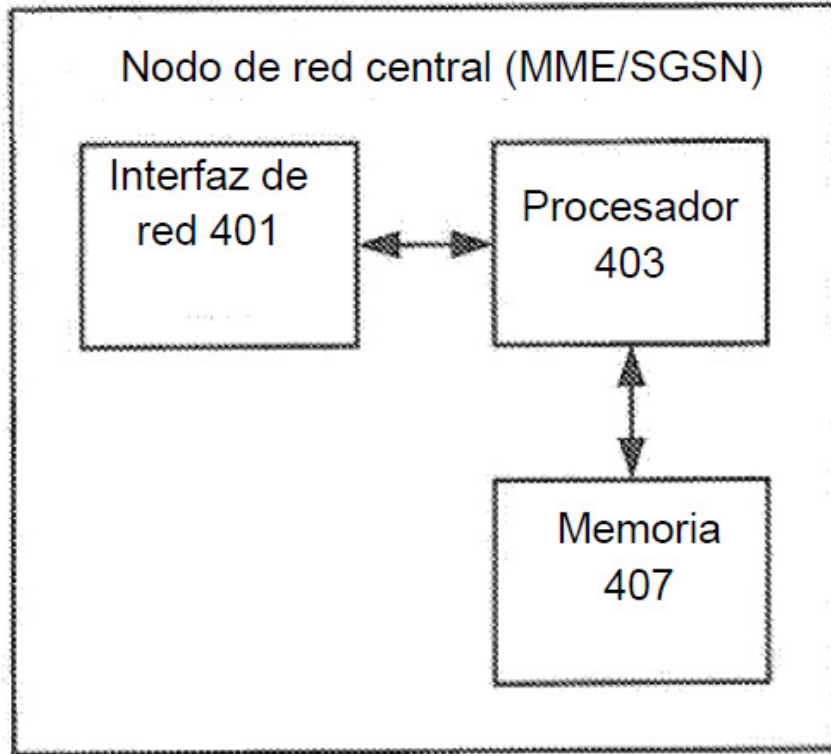 Nodo de red central (MME/SGSN)
Interfaz de
red 401
Procesador
403
Memoria
407